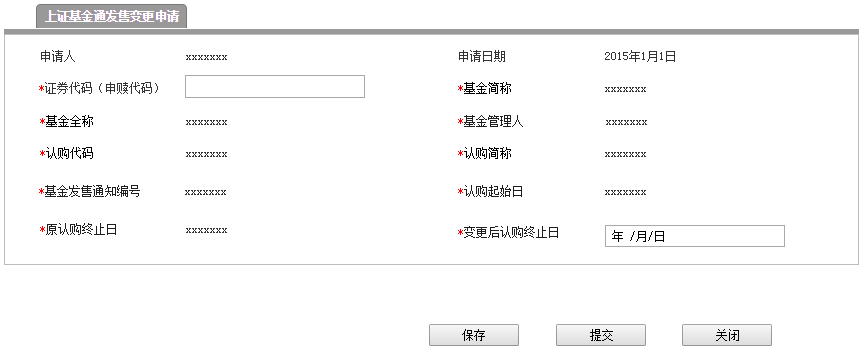 上证基金通发售变更申请
申请人 xxxxxxx 申请日期 2015年1月1日
*证券代码（申赎代码） *基金简称 xxxxxxx
*基金全称 xxxxxxx *基金管理人 xxxxxxx
*认购代码 xxxxxxx *认购简称 xxxxxxx
*基金发售通知编号 xxxxxxx *认购起始日 xxxxxxx
*原认购终止日 xxxxxxx *变更后认购终止日 年 /月/日
保存 提交 关闭